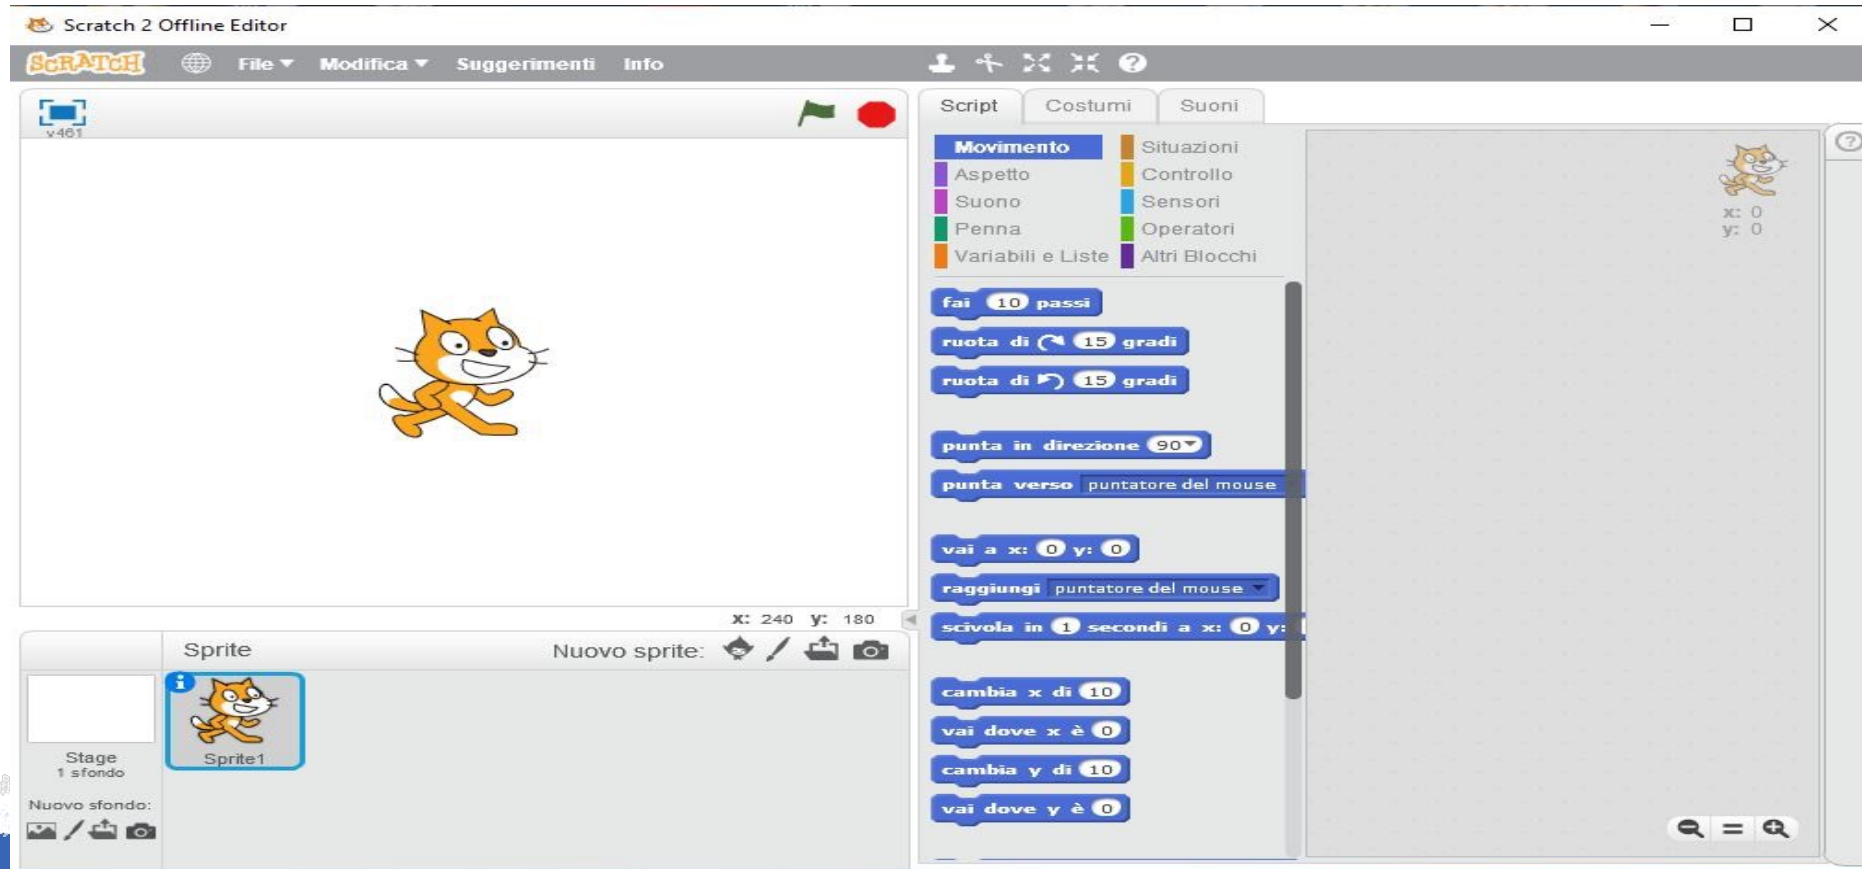 Scratch 2 Offline Editor
SCRATCH File Modifica Suggerimenti Info
v461
Script Costumi Suoni
Movimento Situazioni
Aspetto Controllo
Suono Sensori
Penna Operatori
Variabili e Liste Altri Blocchi
x: 0
y: 0
fai 10 passi
ruota di 15 gradi
ruota di 15 gradi
punta in direzione 90
punta verso puntatore del mouse
vai a x: 0 y: 0
raggiungi puntatore del mouse
scivola in 1 secondi a x: 0 y:
cambia x di 10
vai dove x è 0
cambia y di 10
vai dove y è 0
x: 240 y: 180
Sprite Nuovo sprite:
Stage
1 sfondo
Sprite1
Nuovo sfondo: